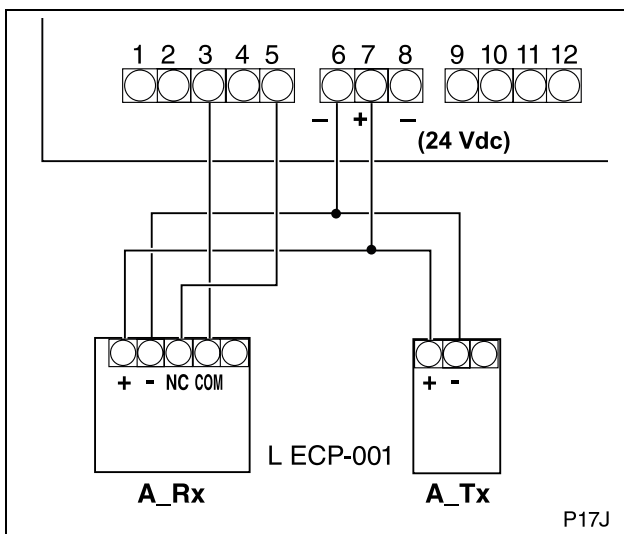 1 2 3 4 5 6 7 8 9 10 11 12
− + −
(24 Vdc)
+ - NC COM + -
L ECP-001
A_Rx A_Tx
P17J